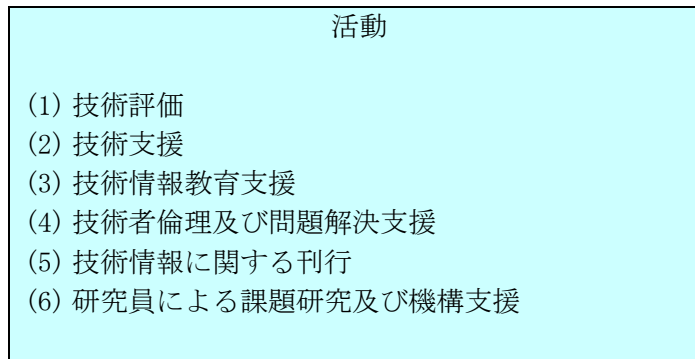 活動
(1) 技術評価
(2) 技術支援
(3) 技術情報教育支援
(4) 技術者倫理及び問題解決支援
(5) 技術情報に関する刊行
(6) 研究員による課題研究及び機構支援